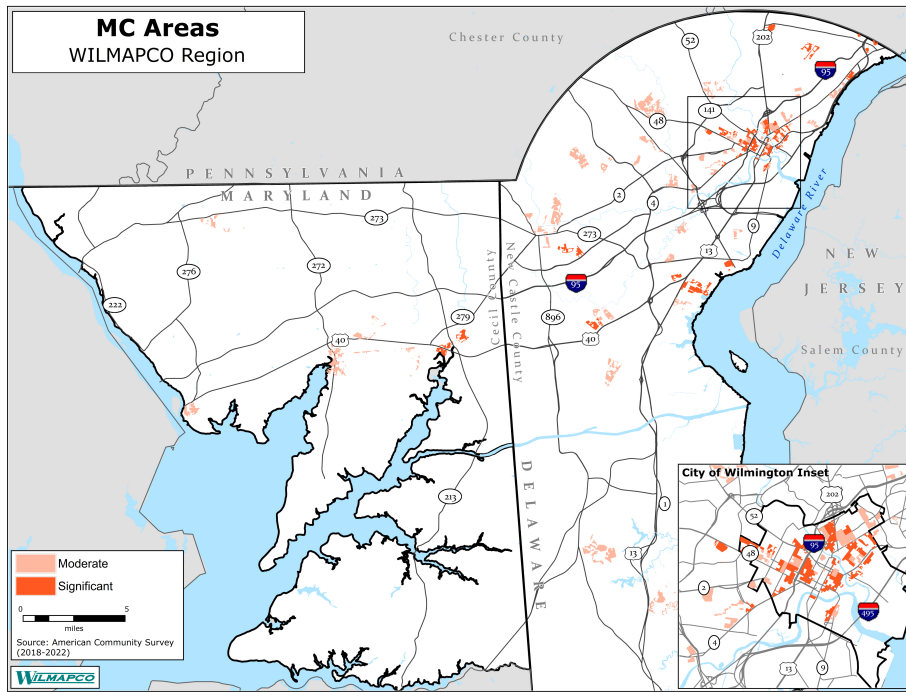 MC Areas
WILMAPCO Region
Chester County
52
202
95
141
48
PENNSYLVANIA
MARYLAND
2
4
Delaware River
273
273
9
13
NEW
JERSEY
276
272
Cecil County
New Castle County
95
222
279
896
40
40
Salem County
DELAWARE
213
1
13
City of Wilmington Inset
202
52
95
48
2
495
4
13
9
Moderate
Significant
0
5
miles
Source: American Community Survey
(2018-2022)
WILMAPCO